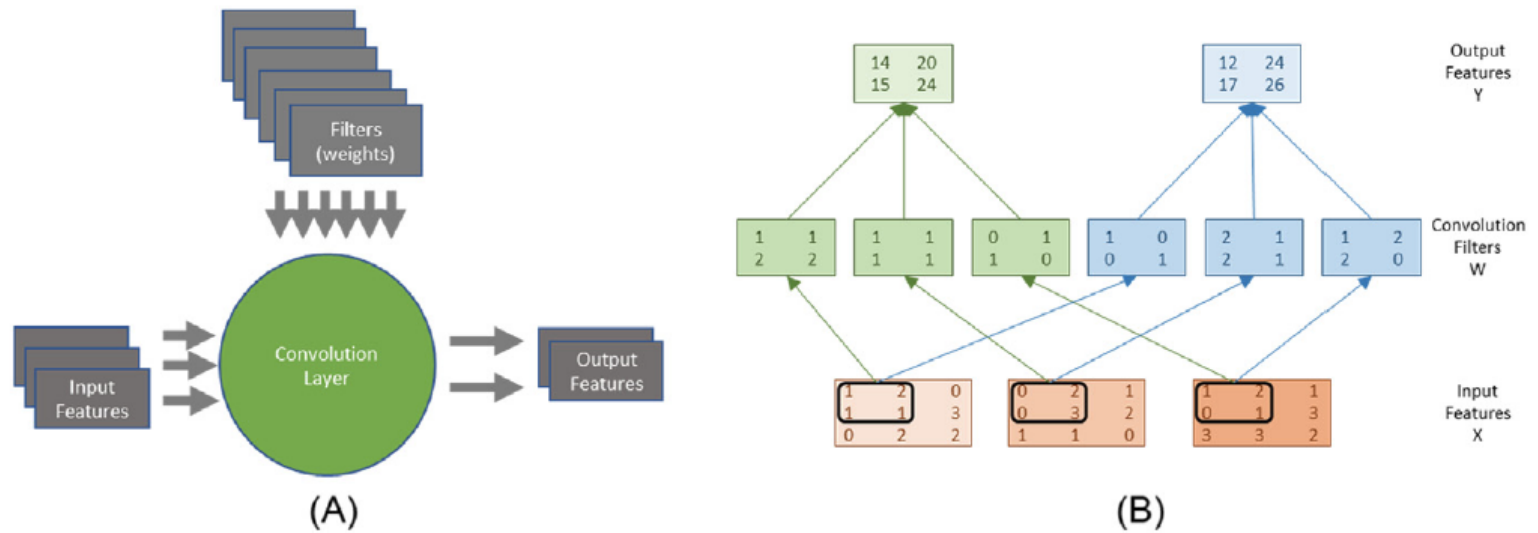 Filters
(weights)
Convolution
Layer
Input
Features
Output
Features
(A)
14 20
15 24
12 24
17 26
Output
Features
Y
1 1
2 2
1 1
1 1
0 1
1 0
1 0
0 1
2 1
2 1
1 2
2 0
Convolution
Filters
W
1 2 0
1 1 3
0 2 2
0 2 1
0 3 2
1 1 0
1 2 1
0 1 3
3 3 2
Input
Features
X
(B)